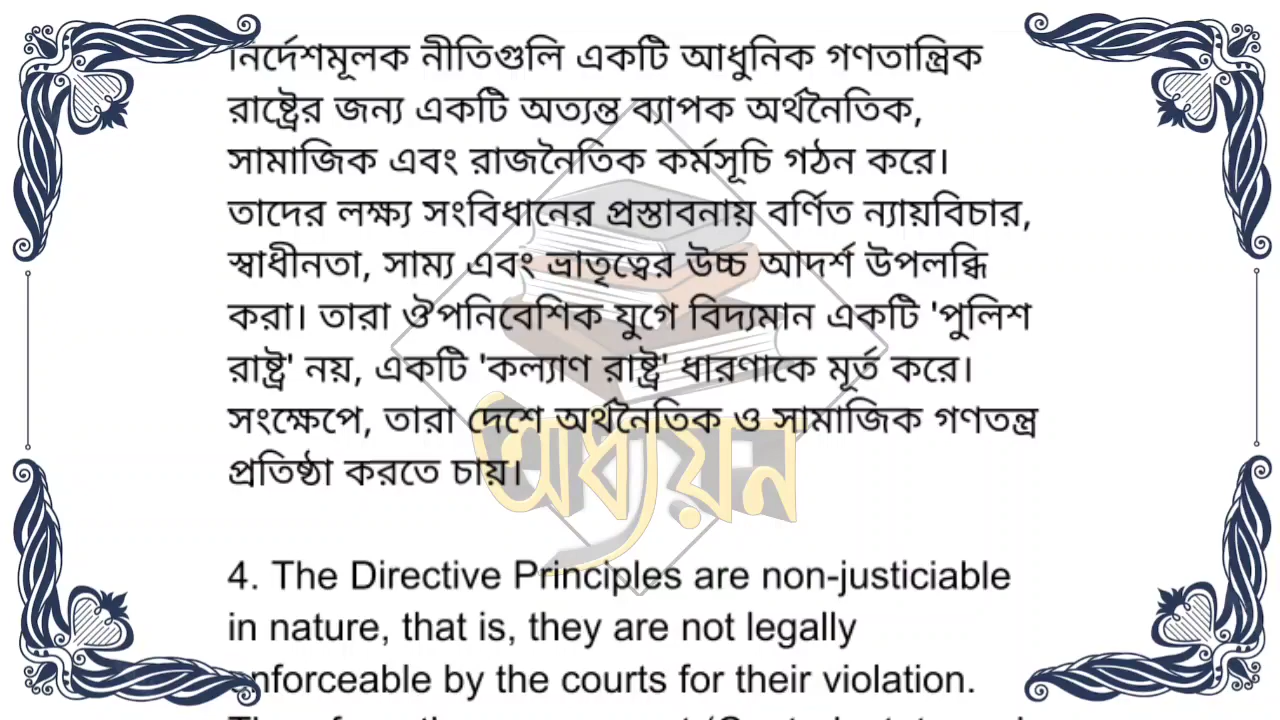 নির্দেশমূলক নীতিগুলি একটি আধুনিক গণতান্ত্রিক
রাষ্ট্রের জন্য একটি অত্যন্ত ব্যাপক অর্থনৈতিক,
সামাজিক এবং রাজনৈতিক কর্মসূচি গঠন করে।
তাদের লক্ষ্য সংবিধানের প্রস্তাবনায় বর্ণিত ন্যায়বিচার,
স্বাধীনতা, সাম্য এবং ভ্রাতৃত্বের উচ্চ আদর্শ উপলব্ধি
করা। তারা ঔপনিবেশিক যুগে বিদ্যমান একটি 'পুলিশ
রাষ্ট্র' নয়, একটি 'কল্যাণ রাষ্ট্র' ধারণাকে মূর্ত করে।
সংক্ষেপে, তারা দেশে অর্থনৈতিক ও সামাজিক গণতন্ত্র
প্রতিষ্ঠা করতে চায়।
অধ্যয়ন
4. The Directive Principles are non-justiciable
in nature, that is, they are not legally
enforceable by the courts for their violation.